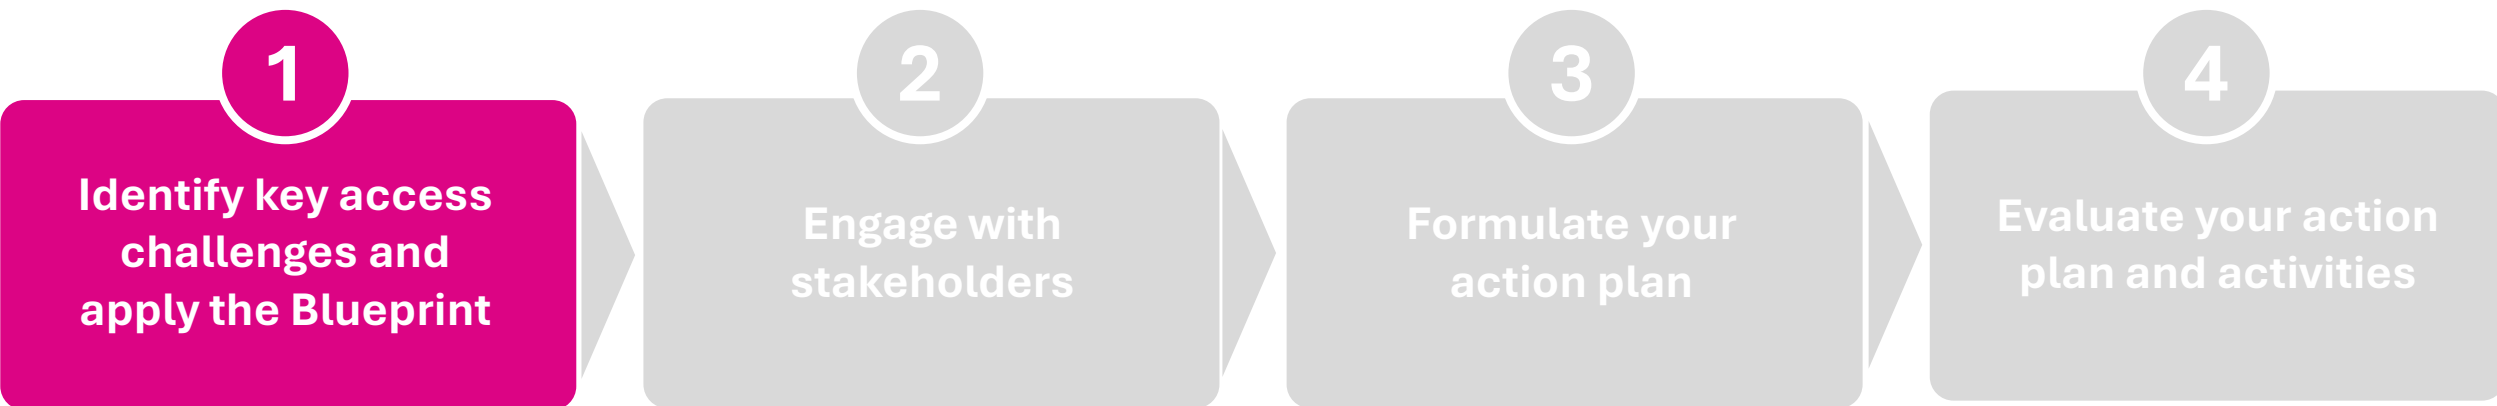 1
Identify key access
challenges and
apply the Blueprint
2
Engage with
stakeholders
3
Formulate your
action plan
4
Evaluate your action
plan and activities